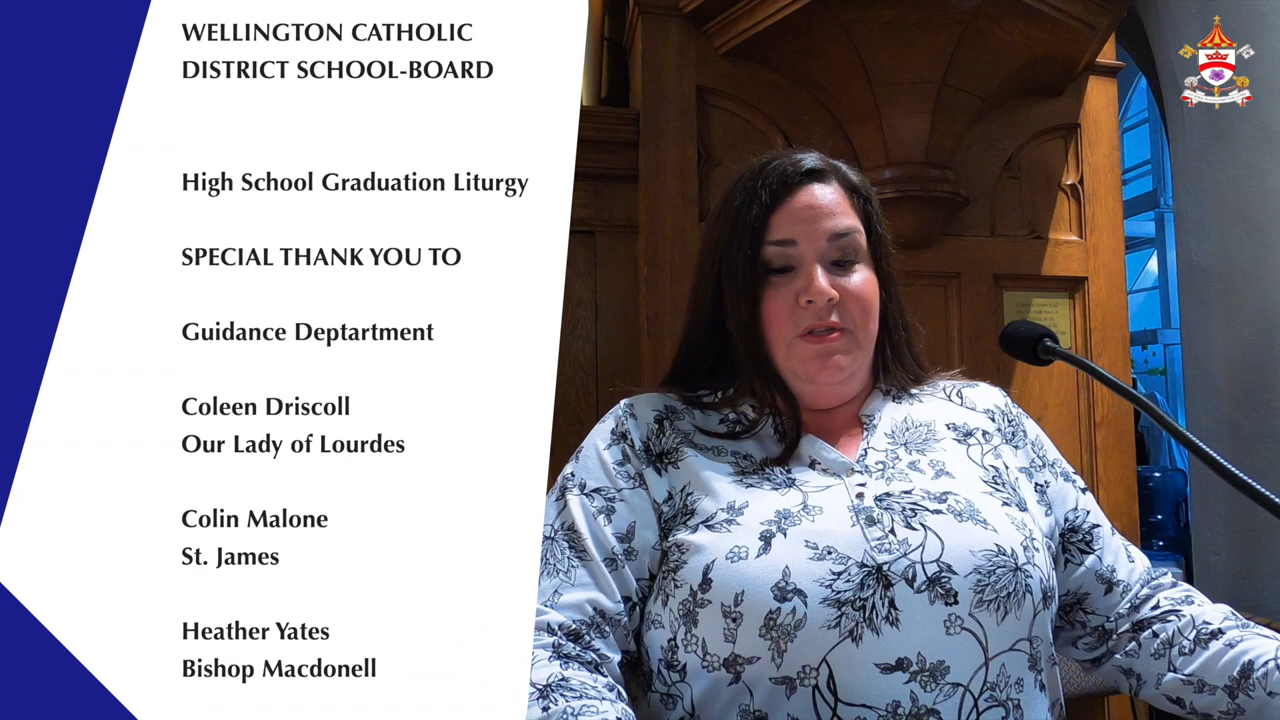 WELLINGTON CATHOLIC
DISTRICT SCHOOL-BOARD
High School Graduation Liturgy
SPECIAL THANK YOU TO
Guidance Deptartment
Coleen Driscoll
Our Lady of Lourdes
Colin Malone
St. James
Heather Yates
Bishop Macdonell